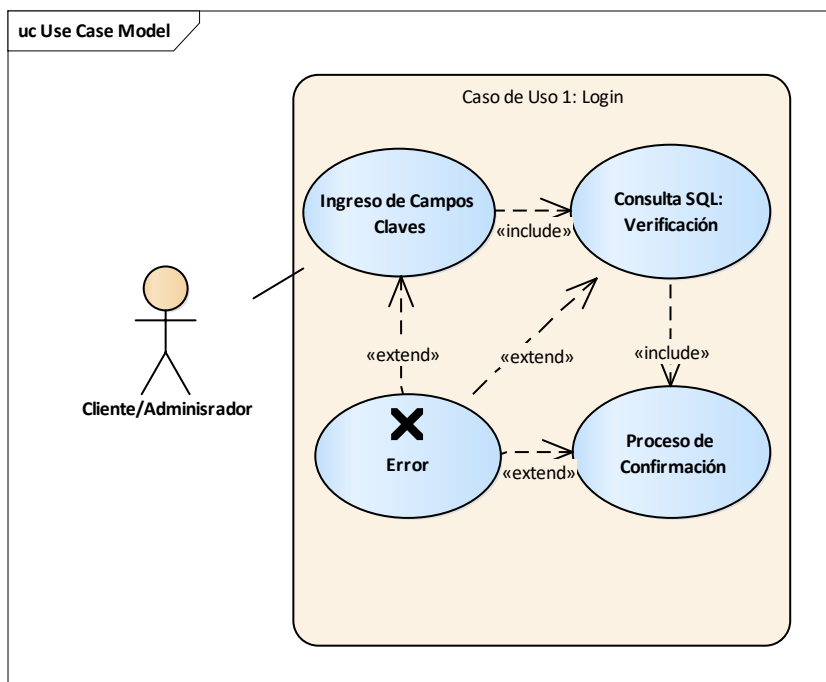 uc Use Case Model
Caso de Uso 1: Login
Ingreso de Campos
Claves
«include»
Consulta SQL:
Verificación
«extend»
«extend»
«include»
Cliente/Adminisrador
Error
«extend»
Proceso de
Confirmación